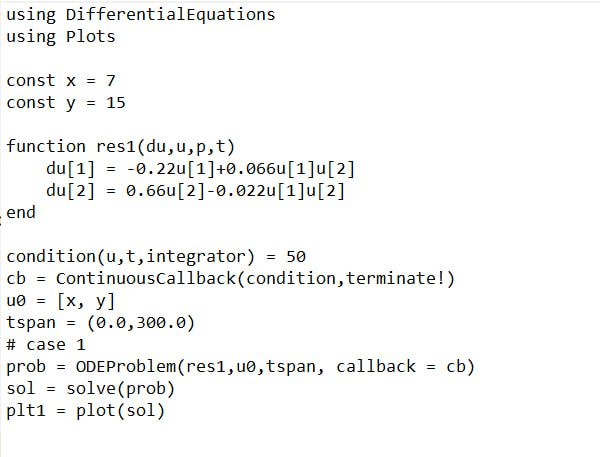 using DifferentialEquations
using Plots
const x = 7
const y = 15
function res1(du,u,p,t)
    du[1] = -0.22u[1]+0.066u[1]u[2]
    du[2] = 0.66u[2]-0.022u[1]u[2]
end
condition(u,t,integrator) = 50
cb = ContinuousCallback(condition,terminate!)
u0 = [x, y]
tspan = (0.0,300.0)
# case 1
prob = ODEProblem(res1,u0,tspan, callback = cb)
sol = solve(prob)
plt1 = plot(sol)